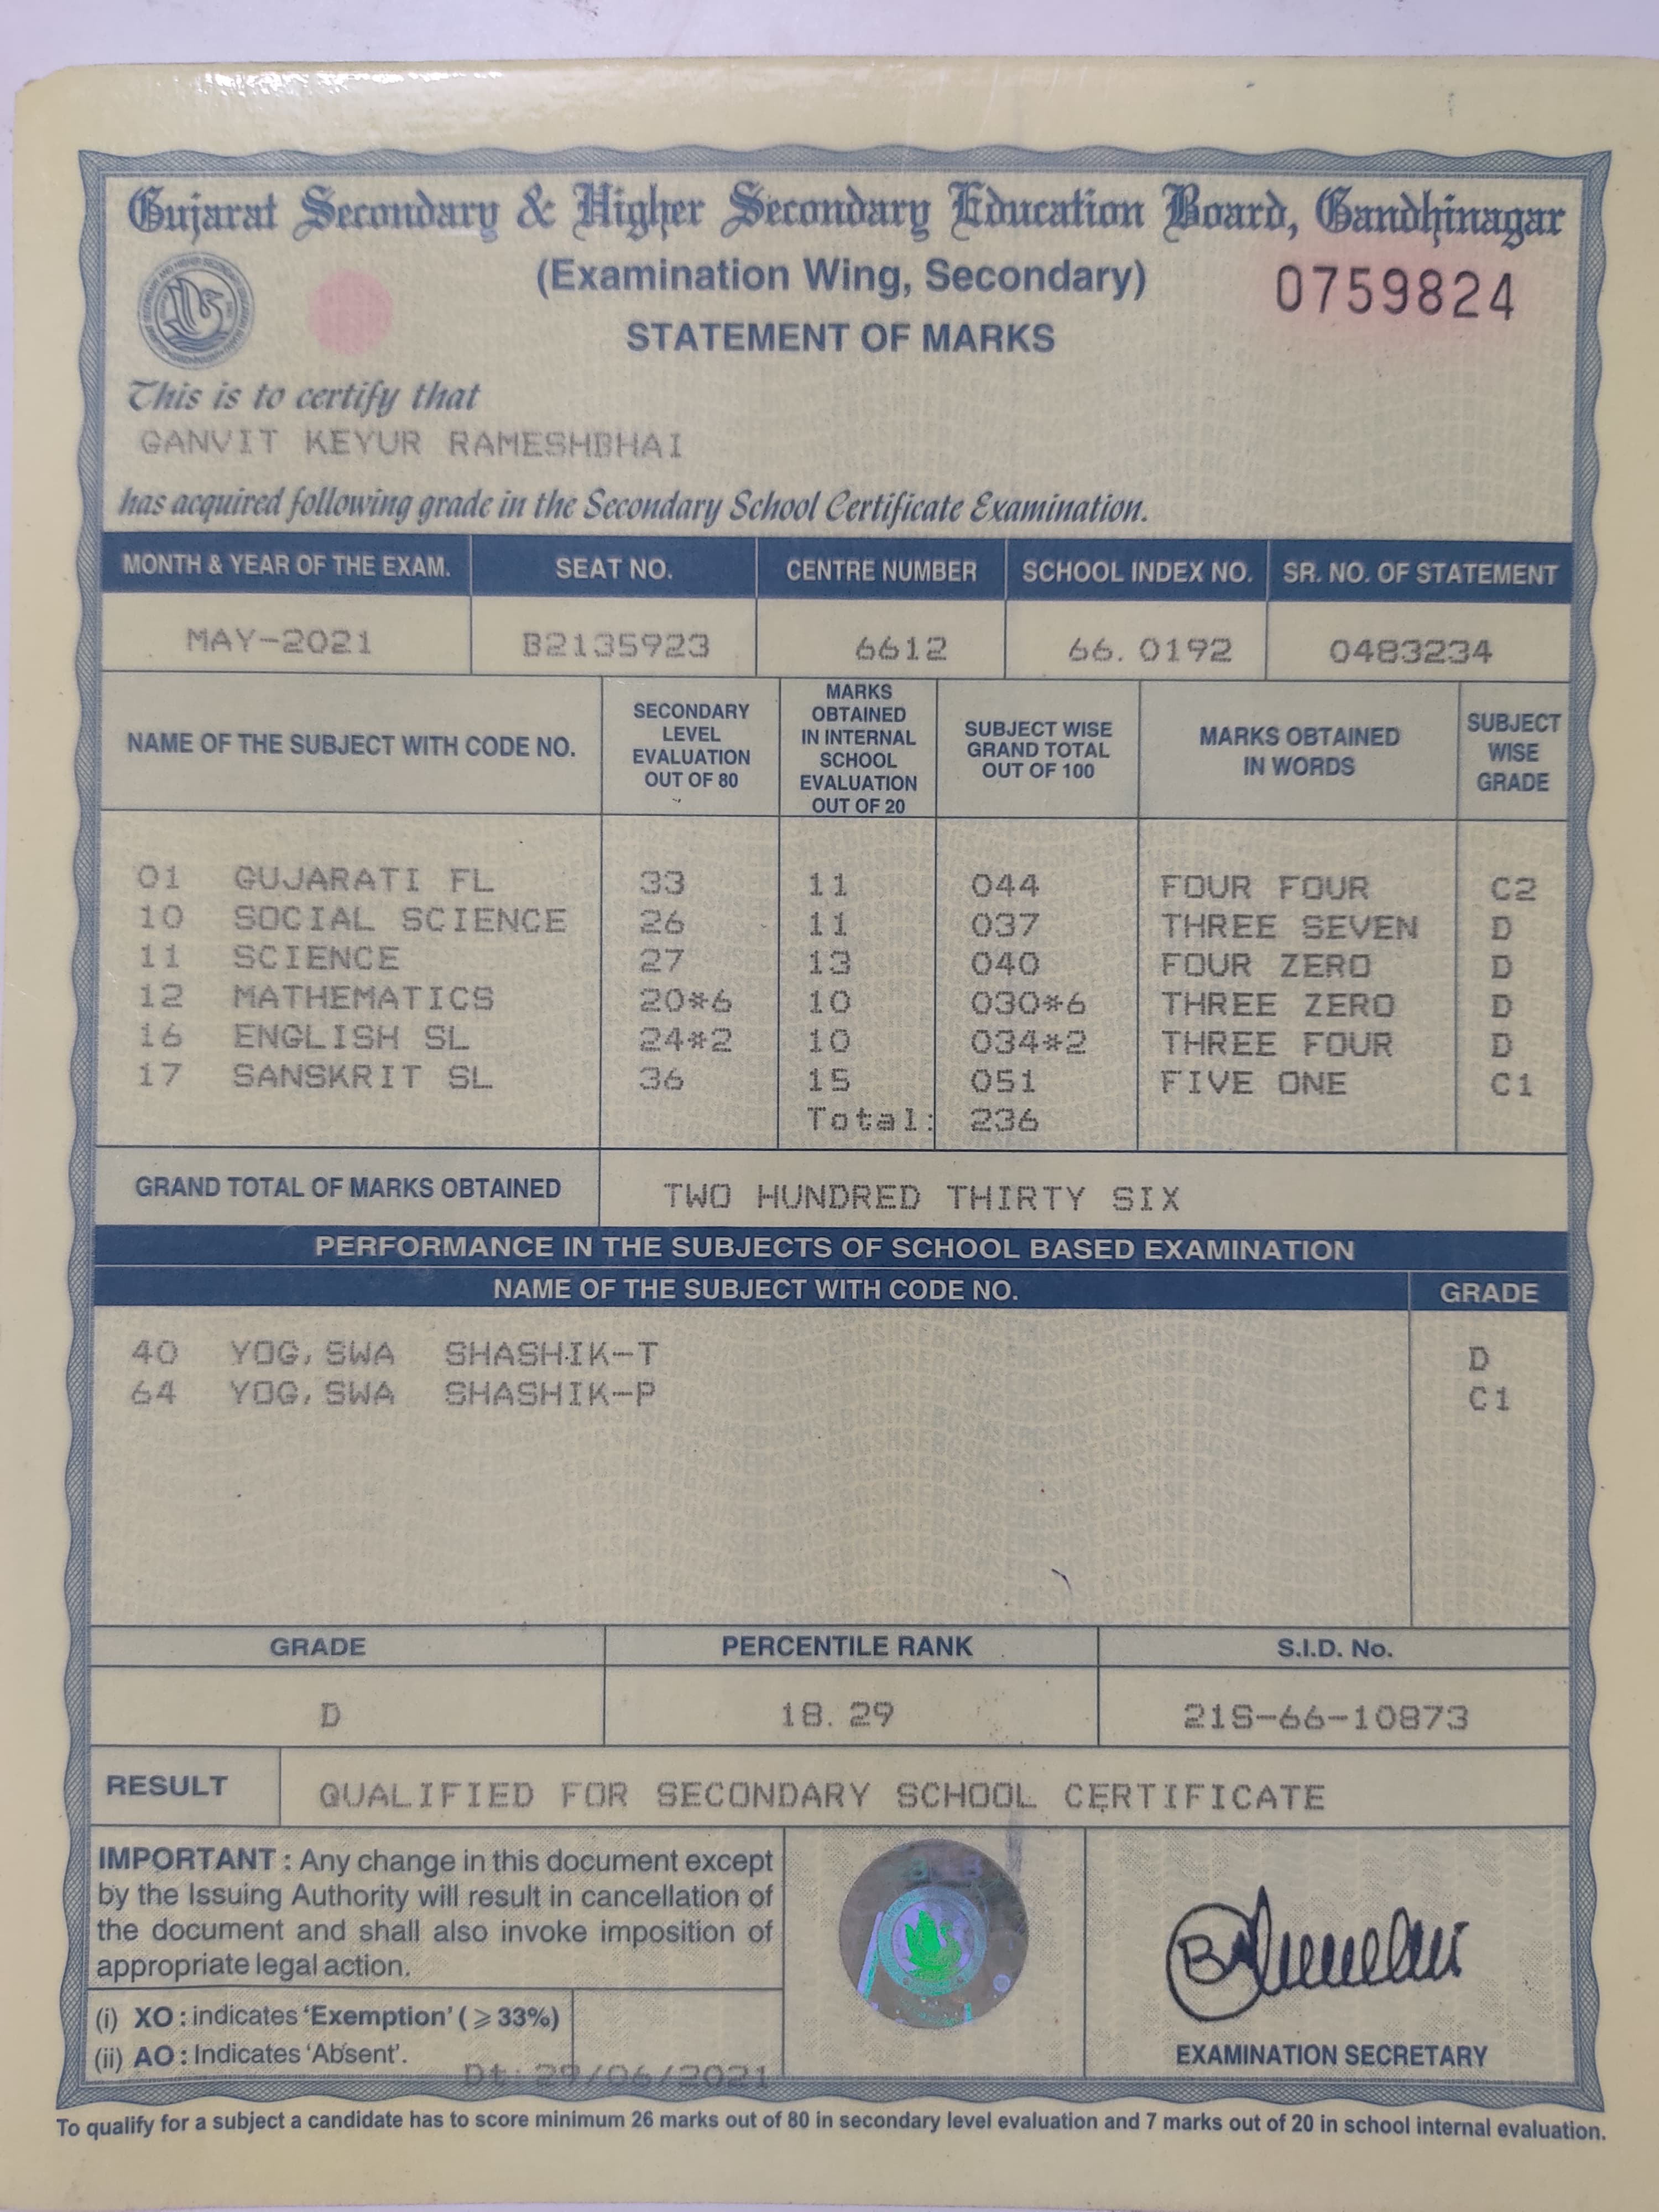 Gujarat Secondary & Higher Secondary Education Board, Gandhinagar
(Examination Wing, Secondary)
0759824
STATEMENT OF MARKS
This is to certify that
GANVIT KEYUR RAMESHBHAI
has acquired following grade in the Secondary School Certificate Examination.
MONTH & YEAR OF THE EXAM. SEAT NO. CENTRE NUMBER SCHOOL INDEX NO. SR. NO. OF STATEMENT
MAY-2021 B2135923 6612 66.0192 0483234
NAME OF THE SUBJECT WITH CODE NO.
SECONDARY
LEVEL
EVALUATION
OUT OF 80
MARKS
OBTAINED
IN INTERNAL
SCHOOL
EVALUATION
OUT OF 20
SUBJECT WISE
GRAND TOTAL
OUT OF 100
MARKS OBTAINED
IN WORDS
SUBJECT
WISE
GRADE
01 GUJARATI FL 33 11 044 FOUR FOUR C2
10 SOCIAL SCIENCE 26 11 037 THREE SEVEN D
11 SCIENCE 27 13 040 FOUR ZERO D
12 MATHEMATICS 20*6 10 030*6 THREE ZERO D
16 ENGLISH SL 24*2 10 034*2 THREE FOUR D
17 SANSKRIT SL 36 15 051 FIVE ONE C1
Total: 236
GRAND TOTAL OF MARKS OBTAINED TWO HUNDRED THIRTY SIX
PERFORMANCE IN THE SUBJECTS OF SCHOOL BASED EXAMINATION
NAME OF THE SUBJECT WITH CODE NO. GRADE
40 YOG,SWA SHASHIK-T D
64 YOG,SWA SHASHIK-P C1
GRADE PERCENTILE RANK S.I.D. No.
D 18.29 21S-66-10873
RESULT QUALIFIED FOR SECONDARY SCHOOL CERTIFICATE
IMPORTANT : Any change in this document except
by the Issuing Authority will result in cancellation of
the document and shall also invoke imposition of
appropriate legal action.
(i) XO : indicates 'Exemption' (⩾33%)
(ii) AO : Indicates 'Absent'.
Dt: 29/06/2021
EXAMINATION SECRETARY
To qualify for a subject a candidate has to score minimum 26 marks out of 80 in secondary level evaluation and 7 marks out of 20 in school internal evaluation.